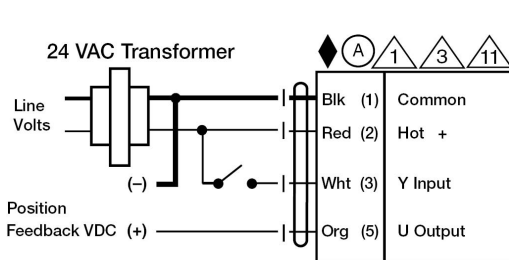 24 VAC Transformer
A 1 3 11
Line
Volts
Blk (1) Common
Red (2) Hot +
(–) Wht (3) Y Input
Position
Feedback VDC (+) Org (5) U Output